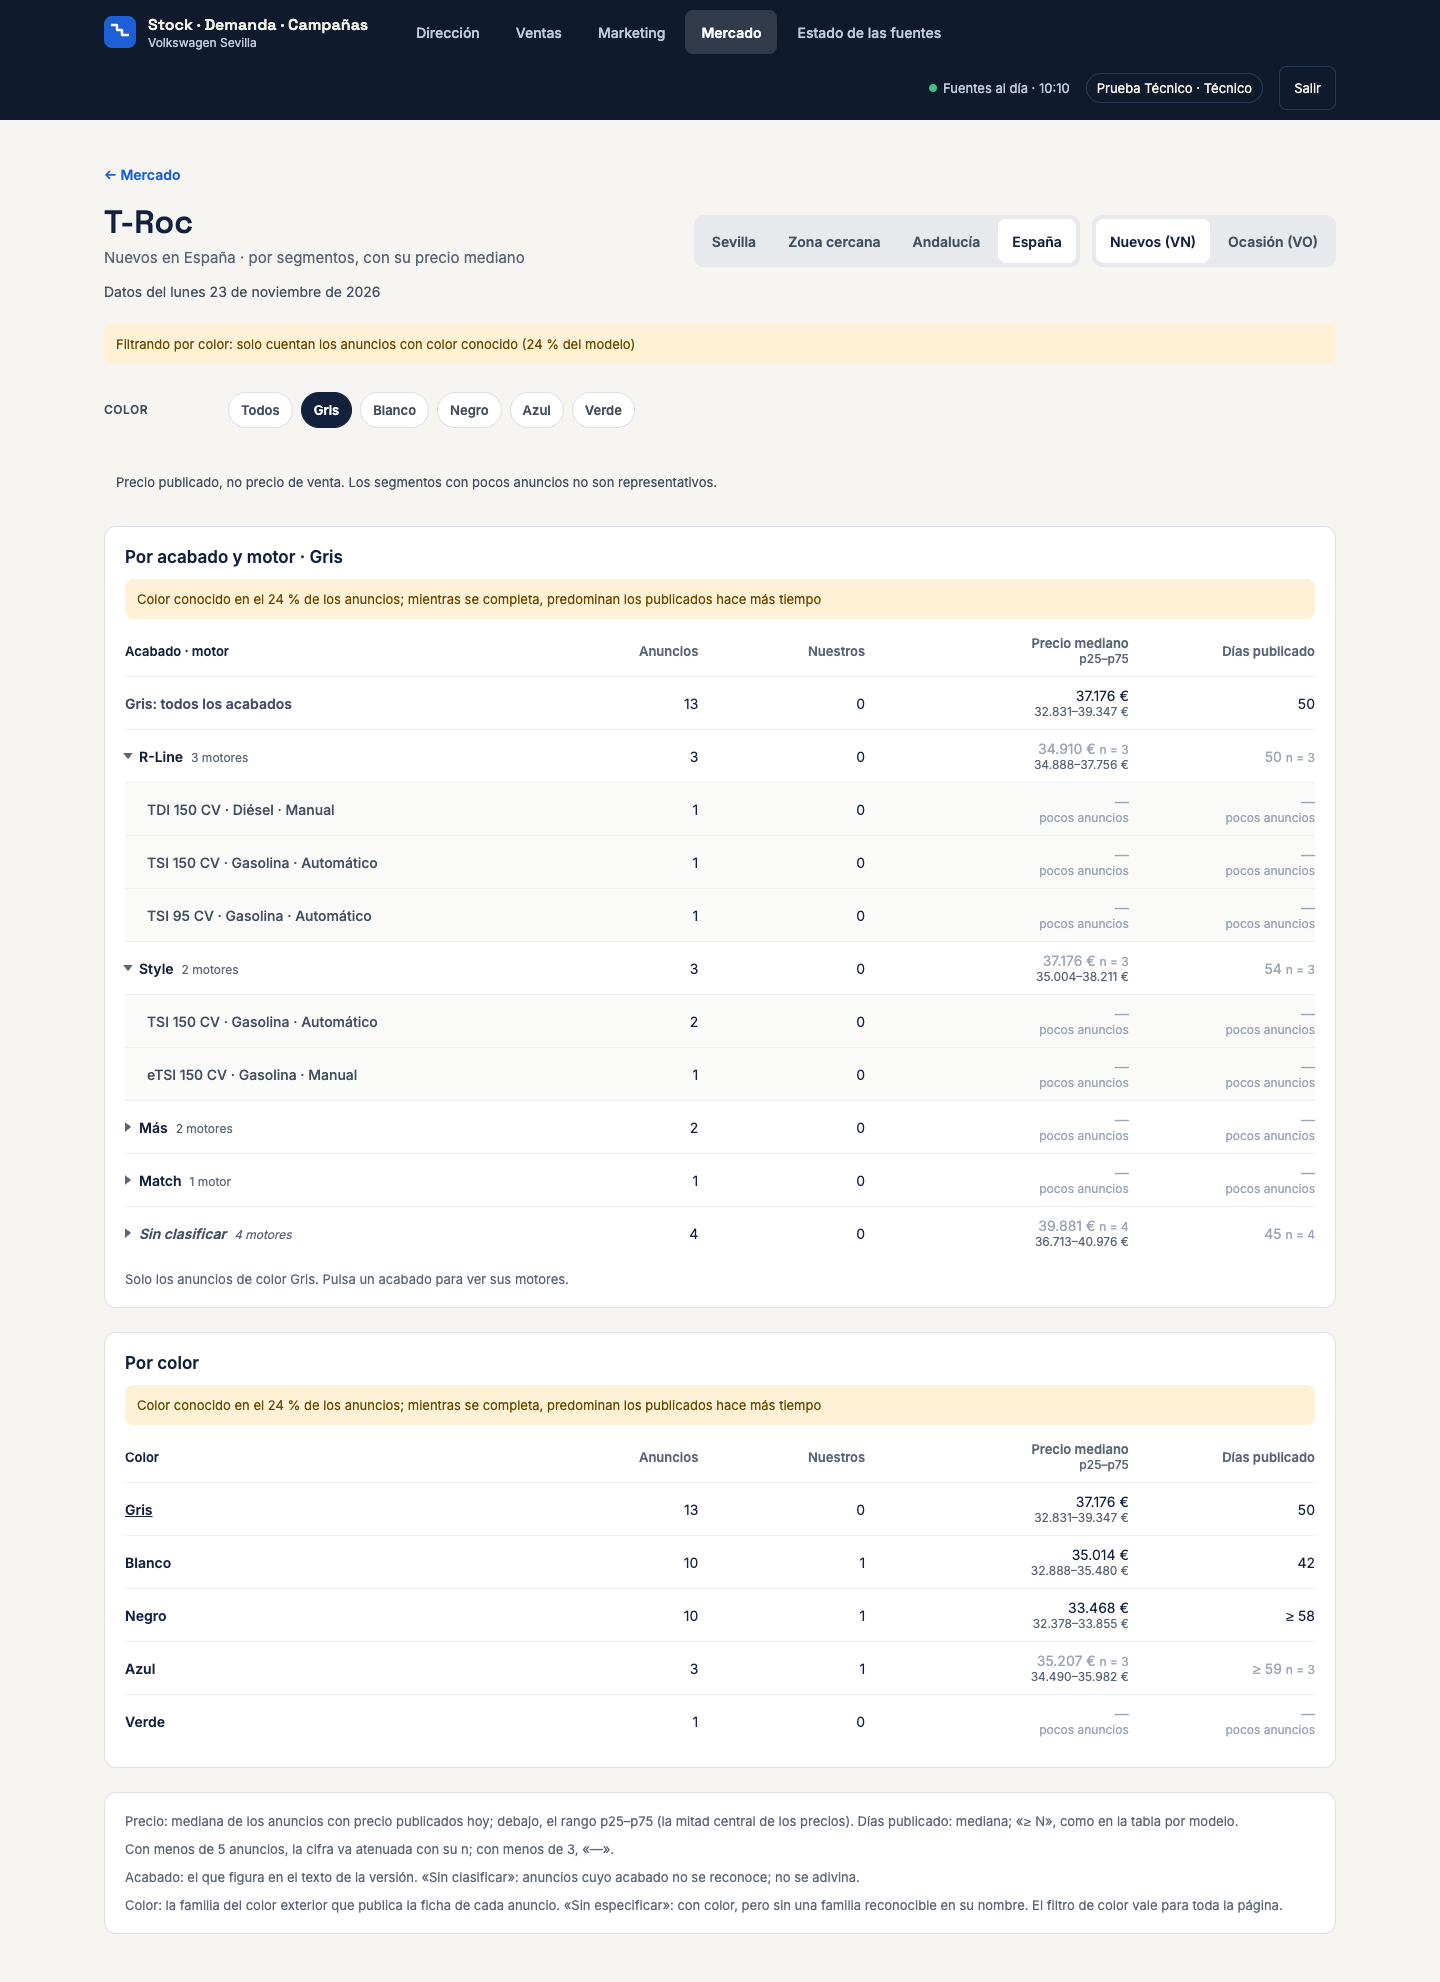 Stock · Demanda · Campañas
Volkswagen Sevilla
Dirección
Ventas
Marketing
Mercado
Estado de las fuentes
Fuentes al día · 10:10
Prueba Técnico · Técnico
Salir
← Mercado
T-Roc
Nuevos en España · por segmentos, con su precio mediano
Datos del lunes 23 de noviembre de 2026
Sevilla
Zona cercana
Andalucía
España
Nuevos (VN)
Ocasión (VO)
Filtrando por color: solo cuentan los anuncios con color conocido (24 % del modelo)
COLOR
Todos
Gris
Blanco
Negro
Azul
Verde
Precio publicado, no precio de venta. Los segmentos con pocos anuncios no son representativos.
Por acabado y motor · Gris
Color conocido en el 24 % de los anuncios; mientras se completa, predominan los publicados hace más tiempo
Acabado · motor Anuncios Nuestros Precio mediano Días publicado
p25–p75
Gris: todos los acabados 13 0 37.176 € 50
32.831–39.347 €
R-Line 3 motores 3 0 34.910 € n = 3 50 n = 3
34.888–37.756 €
TDI 150 CV · Diésel · Manual 1 0 — —
pocos anuncios pocos anuncios
TSI 150 CV · Gasolina · Automático 1 0 — —
pocos anuncios pocos anuncios
TSI 95 CV · Gasolina · Automático 1 0 — —
pocos anuncios pocos anuncios
Style 2 motores 3 0 37.176 € n = 3 54 n = 3
35.004–38.211 €
TSI 150 CV · Gasolina · Automático 2 0 — —
pocos anuncios pocos anuncios
eTSI 150 CV · Gasolina · Manual 1 0 — —
pocos anuncios pocos anuncios
Más 2 motores 2 0 — —
pocos anuncios pocos anuncios
Match 1 motor 1 0 — —
pocos anuncios pocos anuncios
Sin clasificar 4 motores 4 0 39.881 € n = 4 45 n = 4
36.713–40.976 €
Solo los anuncios de color Gris. Pulsa un acabado para ver sus motores.
Por color
Color conocido en el 24 % de los anuncios; mientras se completa, predominan los publicados hace más tiempo
Color Anuncios Nuestros Precio mediano Días publicado
p25–p75
Gris 13 0 37.176 € 50
32.831–39.347 €
Blanco 10 1 35.014 € 42
32.888–35.480 €
Negro 10 1 33.468 € ≥ 58
32.378–33.855 €
Azul 3 1 35.207 € n = 3 ≥ 59 n = 3
34.490–35.982 €
Verde 1 0 — —
pocos anuncios pocos anuncios
Precio: mediana de los anuncios con precio publicados hoy; debajo, el rango p25–p75 (la mitad central de los precios). Días publicado: mediana; «≥ N», como en la tabla por modelo.
Con menos de 5 anuncios, la cifra va atenuada con su n; con menos de 3, «—».
Acabado: el que figura en el texto de la versión. «Sin clasificar»: anuncios cuyo acabado no se reconoce; no se adivina.
Color: la familia del color exterior que publica la ficha de cada anuncio. «Sin especificar»: con color, pero sin una familia reconocible en su nombre. El filtro de color vale para toda la página.